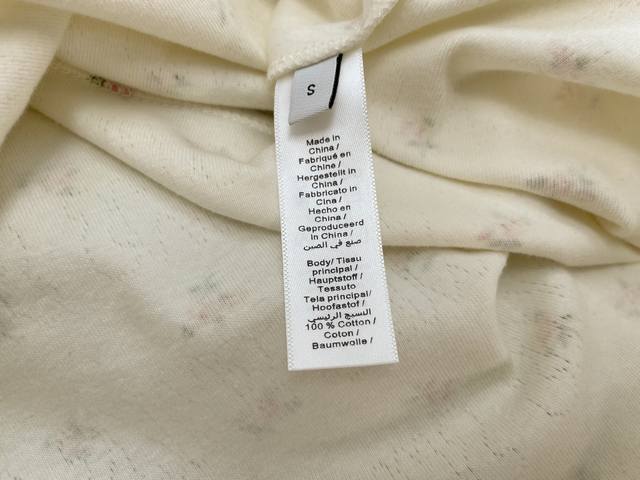 S
Made in
China /
Fabriqué en
Chine /
Hergestellt in
China /
Fabbricato in
Cina /
Hecho en
China /
Geproduceerd
in China /
صنع في الصين
Body/ Tissu
principal /
Hauptstoff /
Tessuto
Tela principal/
Hoofastof /
النسيج الرئيسي
100 % Cotton /
Coton /
Baumwolle /